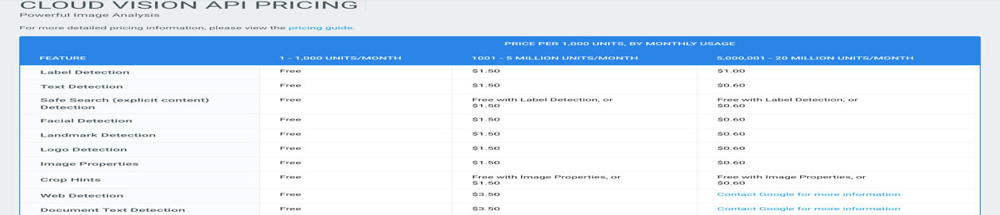 CLOUD VISION API PRICING
Powerful Image Analysis
For more detailed pricing information, please view the pricing guide.
PRICE PER 1,000 UNITS, BY MONTHLY USAGE
FEATURE 1 - 1,000 UNITS/MONTH 1001 - 5 MILLION UNITS/MONTH 5,000,001 - 20 MILLION UNITS/MONTH
Label Detection Free $1.50 $1.00
Text Detection Free $1.50 $0.60
Safe Search (explicit content) Free Free with Label Detection, or Free with Label Detection, or
Detection $1.50 $0.60
Facial Detection Free $1.50 $0.60
Landmark Detection Free $1.50 $0.60
Logo Detection Free $1.50 $0.60
Image Properties Free $1.50 $0.60
Crop Hints Free Free with Image Properties, or Free with Image Properties, or
$1.50 $0.60
Web Detection Free $3.50 Contact Google for more information
Document Text Detection Free $3.50 Contact Google for more information